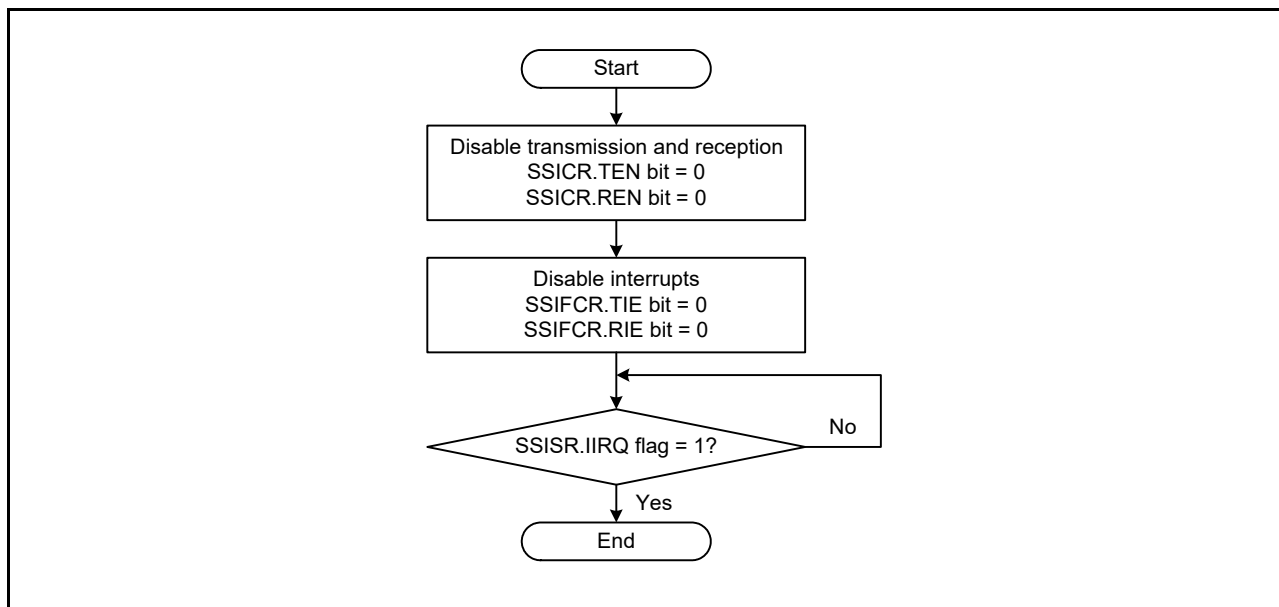 Start
Disable transmission and reception
SSICR.TEN bit = 0
SSICR.REN bit = 0
Disable interrupts
SSIFCR.TIE bit = 0
SSIFCR.RIE bit = 0
No
SSISR.IIRQ flag = 1?
Yes
End